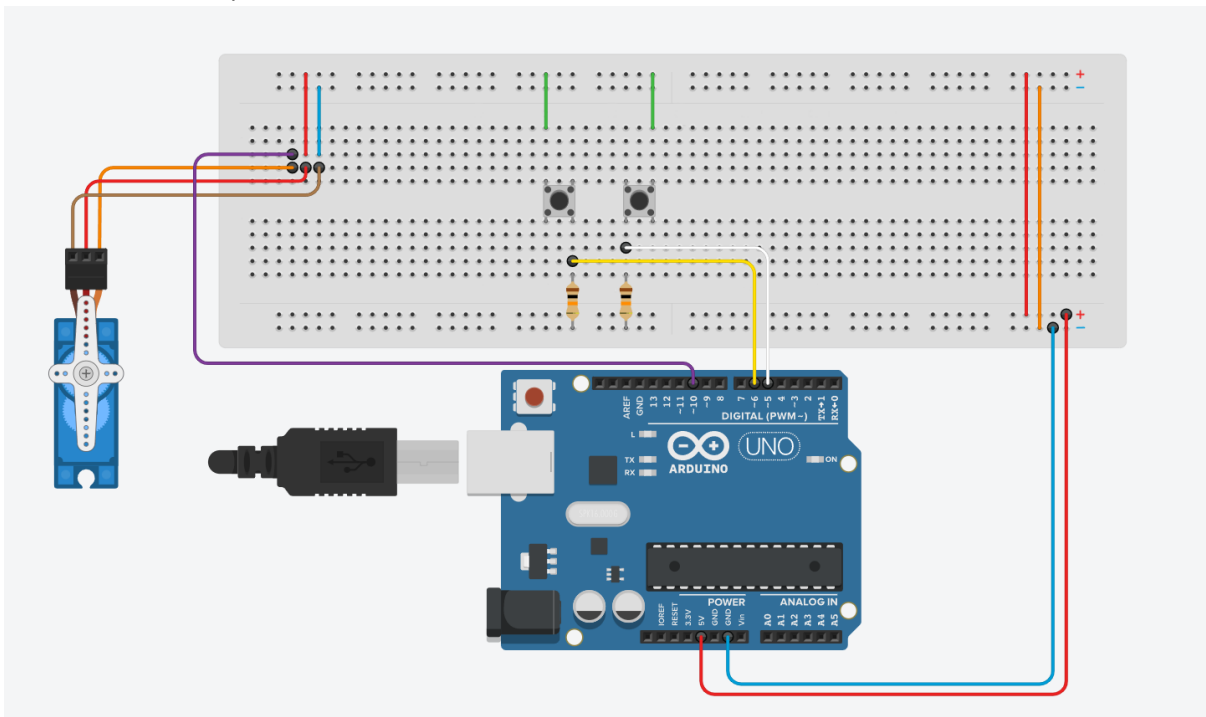 +
−
+
−
AREF
GND
13
12
~11
~10
~9
8
7
~6
~5
4
~3
2
TX→1
RX←0
DIGITAL (PWM~)
L
TX
RX
UNO
ARDUINO
ON
POWER
ANALOG IN
IOREF
RESET
3.3V
5V
GND
GND
Vin
A0
A1
A2
A3
A4
A5